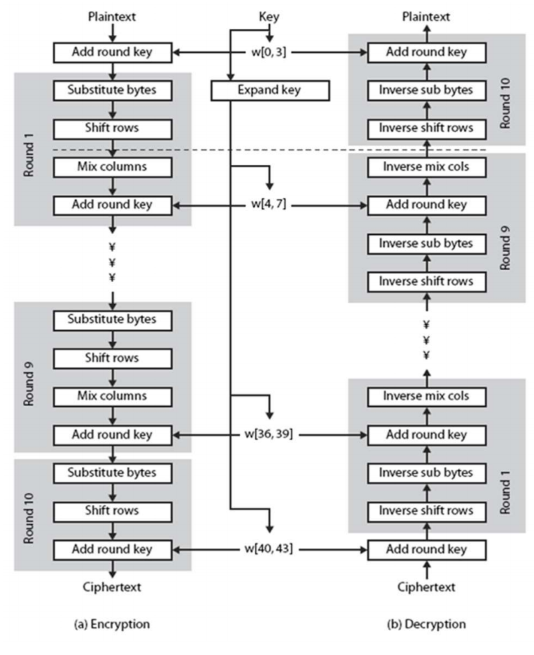 Plaintext
Add round key
Round 1
Substitute bytes
Shift rows
Mix columns
Add round key
¥
¥
¥
Round 9
Substitute bytes
Shift rows
Mix columns
Add round key
Round 10
Substitute bytes
Shift rows
Add round key
Ciphertext
(a) Encryption
Key
w[0, 3]
Expand key
w[4, 7]
w[36, 39]
w[40, 43]
Plaintext
Add round key
Inverse sub bytes
Inverse shift rows
Round 10
Inverse mix cols
Add round key
Inverse sub bytes
Inverse shift rows
Round 9
¥
¥
¥
Inverse mix cols
Add round key
Inverse sub bytes
Inverse shift rows
Round 1
Add round key
Ciphertext
(b) Decryption